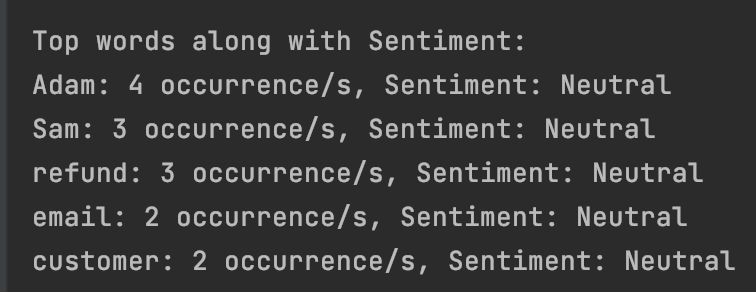 Top words along with Sentiment:
Adam: 4 occurrence/s, Sentiment: Neutral
Sam: 3 occurrence/s, Sentiment: Neutral
refund: 3 occurrence/s, Sentiment: Neutral
email: 2 occurrence/s, Sentiment: Neutral
customer: 2 occurrence/s, Sentiment: Neutral